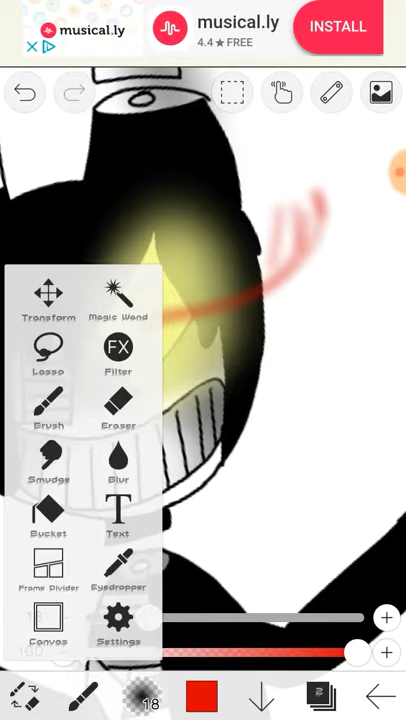 musical.ly
musical.ly
4.4★FREE
INSTALL
Transform
Magic Wand
Lasso
FX
Filter
Brush
Eraser
Smudge
Blur
Bucket
T
Text
Frame Divider
Eyedropper
Canvas
Settings
100
18